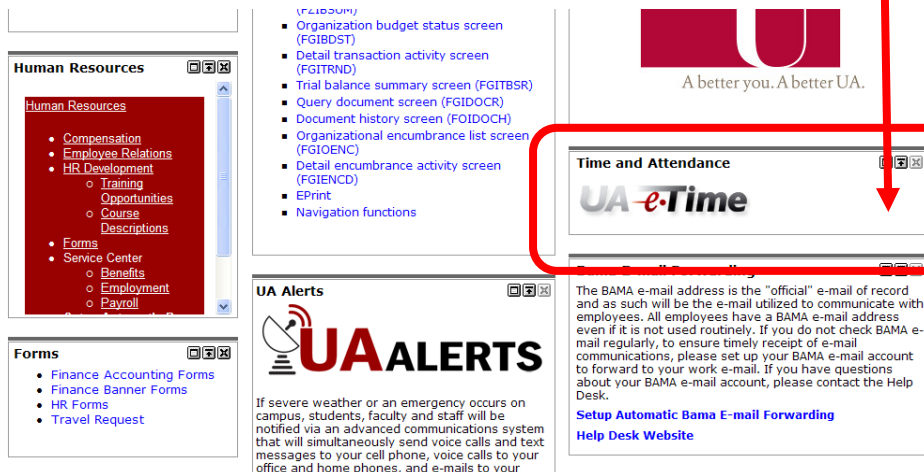 Human Resources
Human Resources
Compensation
Employee Relations
HR Development
Training
Opportunities
Course
Descriptions
Forms
Service Center
Benefits
Employment
Payroll
Forms
Finance Accounting Forms
Finance Banner Forms
HR Forms
Travel Request
(FZIBSUM)
Organization budget status screen
(FGIBDST)
Detail transaction activity screen
(FGITRND)
Trial balance summary screen (FGITBSR)
Query document screen (FGIDOCR)
Document history screen (FOIDOCH)
Organizational encumbrance list screen
(FGIOENC)
Detail encumbrance activity screen
(FGIENCD)
EPrint
Navigation functions
UA Alerts
UA ALERTS
If severe weather or an emergency occurs on
campus, students, faculty and staff will be
notified via an advanced communications system
that will simultaneously send voice calls and text
messages to your cell phone, voice calls to your
office and home phones, and e-mails to your
A better you. A better UA.
Time and Attendance
UA e-Time
Bama E-mail Forwarding
The BAMA e-mail address is the "official" e-mail of record
and as such will be the e-mail utilized to communicate with
employees. All employees have a BAMA e-mail address
even if it is not used routinely. If you do not check BAMA e-
mail regularly, to ensure timely receipt of e-mail
communications, please set up your BAMA e-mail account
to forward to your work e-mail. If you have questions
about your BAMA e-mail account, please contact the Help
Desk.
Setup Automatic Bama E-mail Forwarding
Help Desk Website